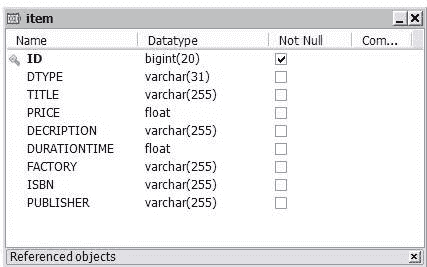 item
Name Datatype Not Null Com...
ID bigint(20)
DTYPE varchar(31)
TITLE varchar(255)
PRICE float
DECRIPTION varchar(255)
DURATIONTIME float
FACTORY varchar(255)
ISBN varchar(255)
PUBLISHER varchar(255)
Referenced objects